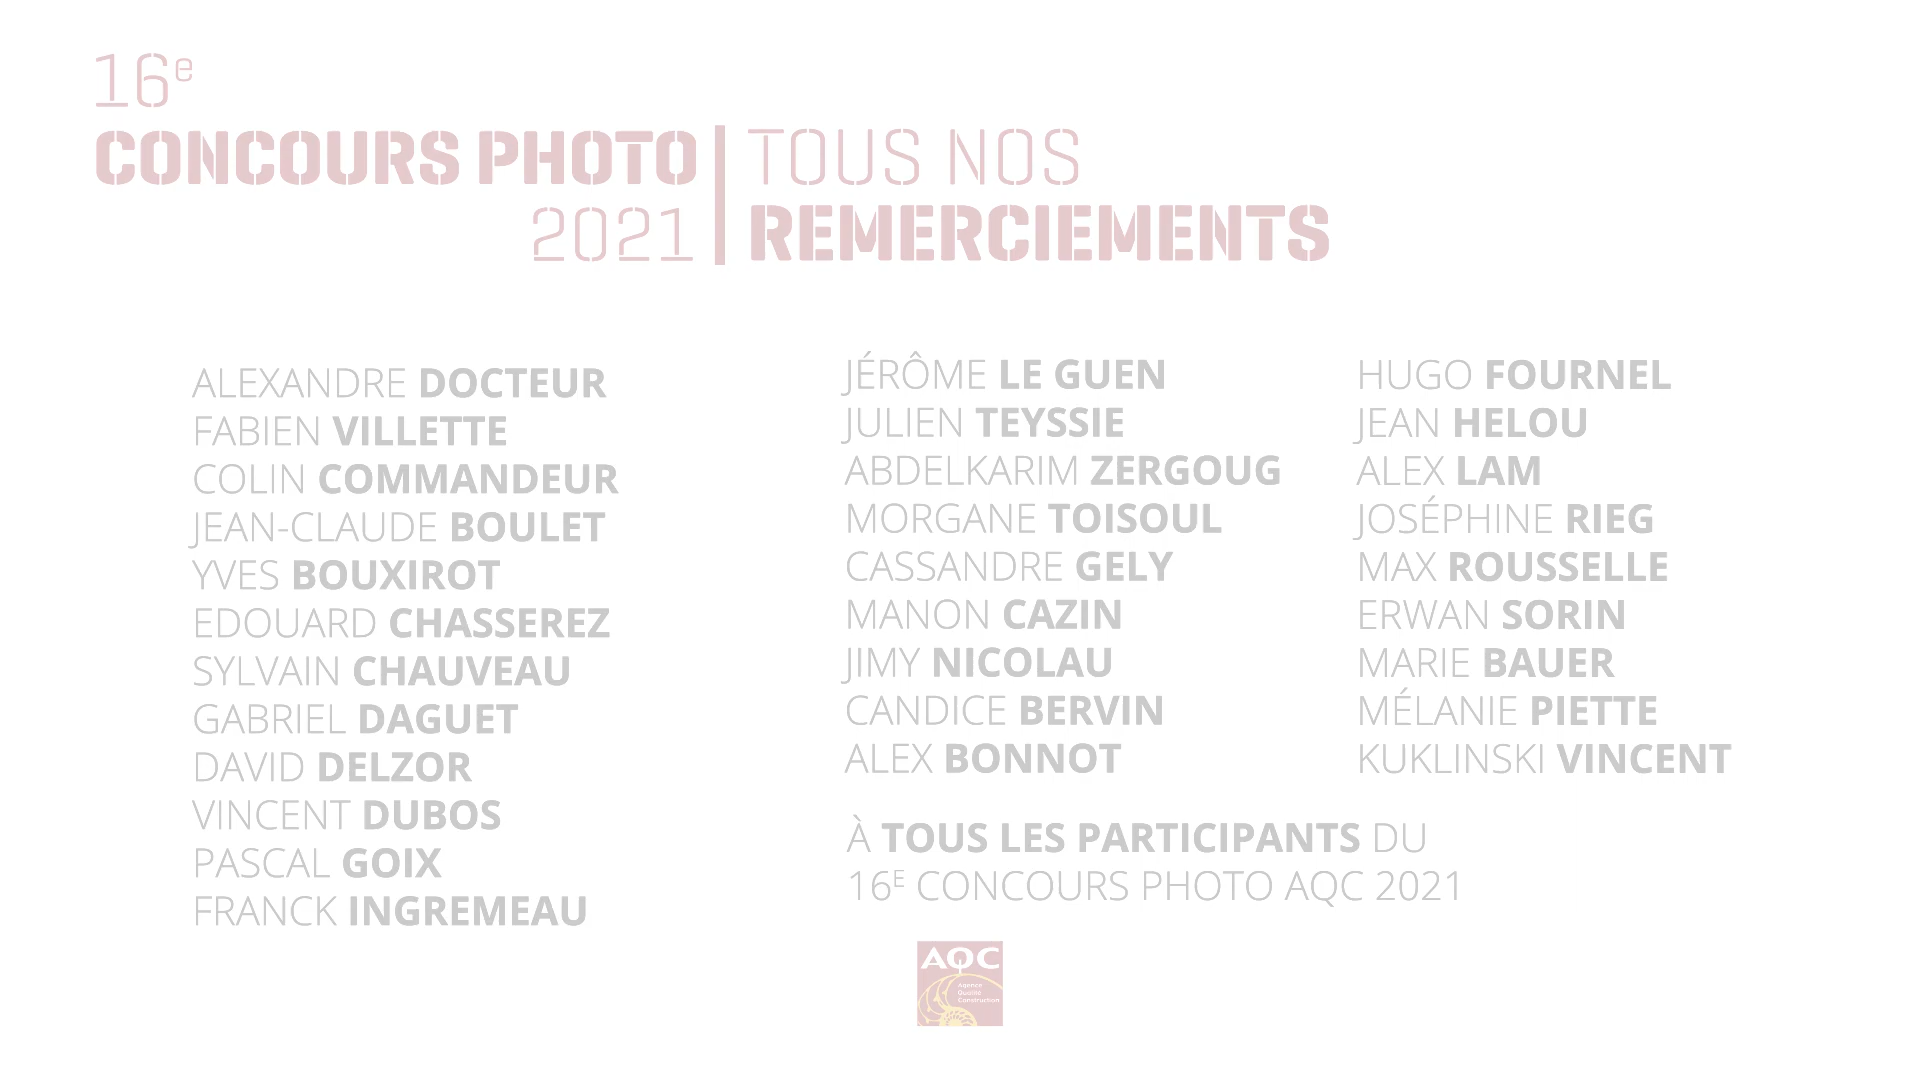 16e
CONCOURS PHOTO
2021
TOUS NOS
REMERCIEMENTS
ALEXANDRE DOCTEUR
FABIEN VILLETTE
COLIN COMMANDEUR
JEAN-CLAUDE BOULET
YVES BOUXIROT
EDOUARD CHASSEREZ
SYLVAIN CHAUVEAU
GABRIEL DAGUET
DAVID DELZOR
VINCENT DUBOS
PASCAL GOIX
FRANCK INGREMEAU
JÉRÔME LE GUEN
JULIEN TEYSSIE
ABDELKARIM ZERGOUG
MORGANE TOISOUL
CASSANDRE GELY
MANON CAZIN
JIMY NICOLAU
CANDICE BERVIN
ALEX BONNOT
HUGO FOURNEL
JEAN HELOU
ALEX LAM
JOSÉPHINE RIEG
MAX ROUSSELLE
ERWAN SORIN
MARIE BAUER
MÉLANIE PIETTE
KUKLINSKI VINCENT
À TOUS LES PARTICIPANTS DU
16E CONCOURS PHOTO AQC 2021
AQC
Agence
Qualité
Construction